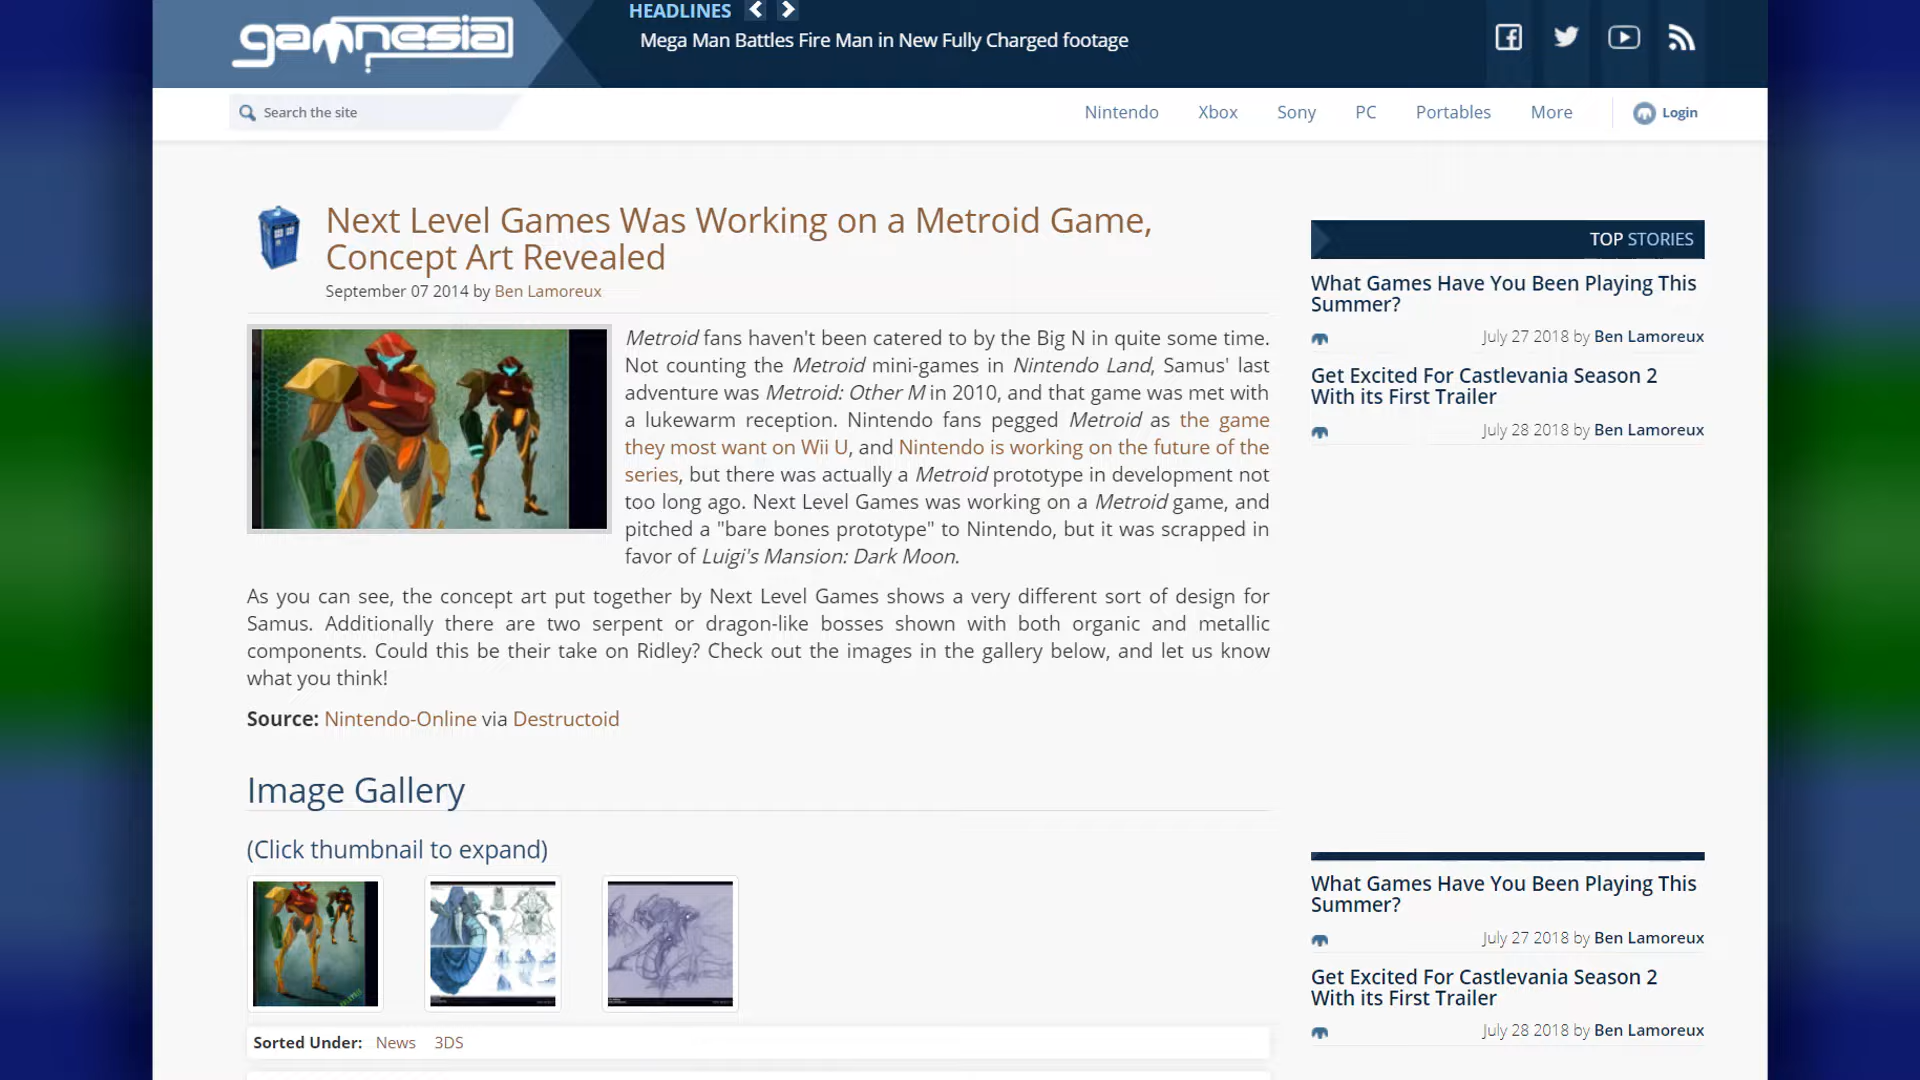 gamnesia
HEADLINES
Mega Man Battles Fire Man in New Fully Charged footage
Search the site
Nintendo Xbox Sony PC Portables More Login
Next Level Games Was Working on a Metroid Game,
Concept Art Revealed
September 07 2014 by Ben Lamoreux
Metroid fans haven't been catered to by the Big N in quite some time.
Not counting the Metroid mini-games in Nintendo Land, Samus' last
adventure was Metroid: Other M in 2010, and that game was met with
a lukewarm reception. Nintendo fans pegged Metroid as the game
they most want on Wii U, and Nintendo is working on the future of the
series, but there was actually a Metroid prototype in development not
too long ago. Next Level Games was working on a Metroid game, and
pitched a "bare bones prototype" to Nintendo, but it was scrapped in
favor of Luigi's Mansion: Dark Moon.
As you can see, the concept art put together by Next Level Games shows a very different sort of design for
Samus. Additionally there are two serpent or dragon-like bosses shown with both organic and metallic
components. Could this be their take on Ridley? Check out the images in the gallery below, and let us know
what you think!
Source: Nintendo-Online via Destructoid
Image Gallery
(Click thumbnail to expand)
Sorted Under: News 3DS
TOP STORIES
What Games Have You Been Playing This
Summer?
July 27 2018 by Ben Lamoreux
Get Excited For Castlevania Season 2
With its First Trailer
July 28 2018 by Ben Lamoreux
What Games Have You Been Playing This
Summer?
July 27 2018 by Ben Lamoreux
Get Excited For Castlevania Season 2
With its First Trailer
July 28 2018 by Ben Lamoreux